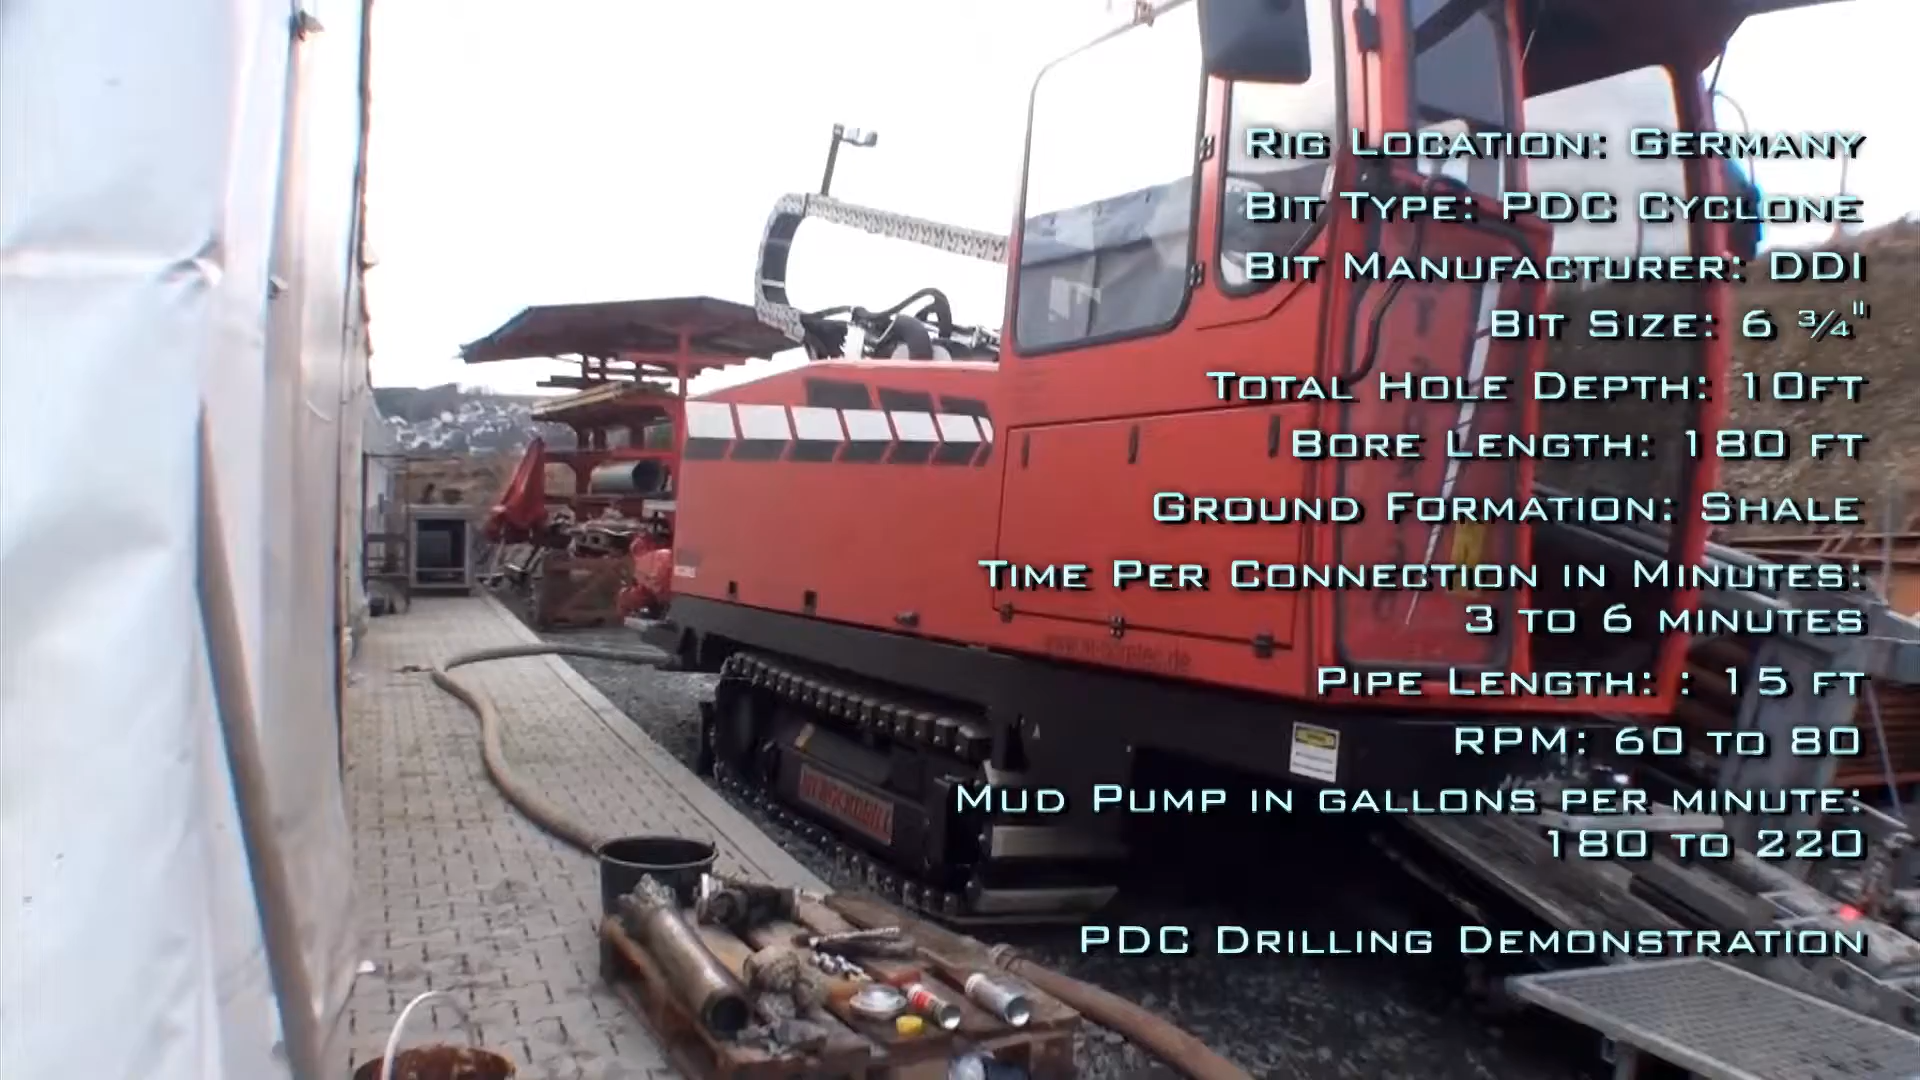 Rig Location: Germany
Bit Type: PDC Cyclone
Bit Manufacturer: DDI
Bit Size: 6 ¾"
Total Hole Depth: 10ft
Bore Length: 180 ft
Ground Formation: Shale
Time Per Connection in Minutes:
3 to 6 minutes
Pipe Length: : 15 ft
RPM: 60 to 80
Mud Pump in gallons per minute:
180 to 220
PDC Drilling Demonstration